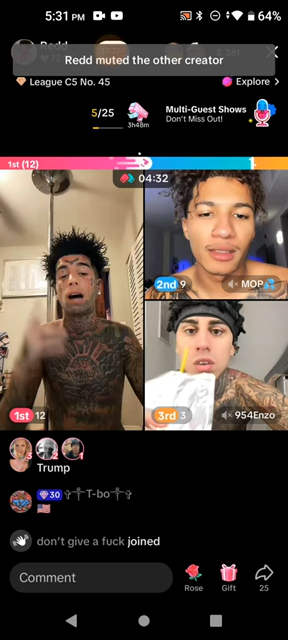 5:31 PM
64%
Redd
Redd muted the other creator
League C5 No. 45
Explore >
5/25
3h48m
Multi-Guest Shows
Don't Miss Out!
1st (12)
04:32
2nd 9
MOP💦
1st 12
3rd 3
954Enzo
Trump
30 ✞╬═T-bo═╬✞
🇺🇸
don't give a fuck joined
Comment
Rose
Gift
25